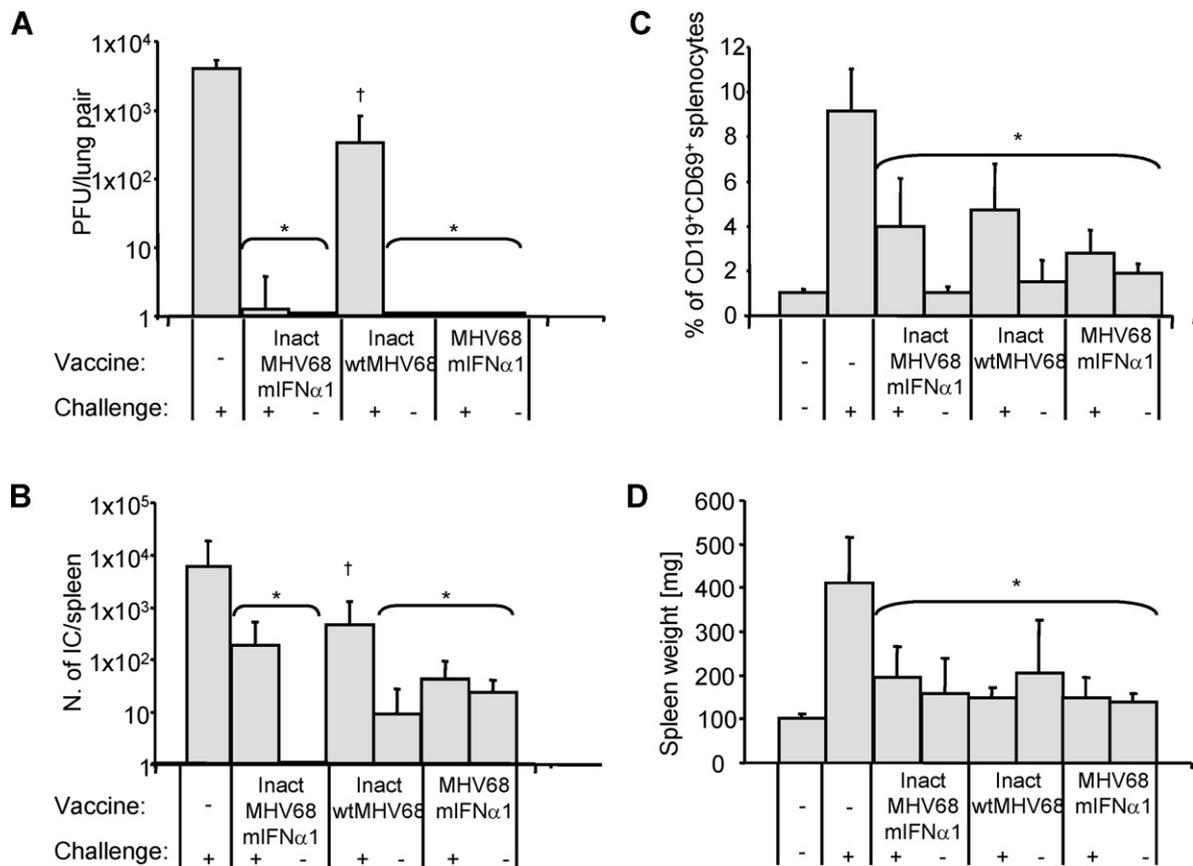 A
PFU/lung pair
1x10⁴
1x10³
1x10²
10
1
†
*
*
Vaccine:
-
Inact MHV68 mIFNα1
Inact wtMHV68
MHV68 mIFNα1
Challenge:
+ + - + - + -
B
N. of IC/spleen
1x10⁵
1x10⁴
1x10³
1x10²
10
1
*
†
*
Vaccine:
-
Inact MHV68 mIFNα1
Inact wtMHV68
MHV68 mIFNα1
Challenge:
+ + - + - + -
C
% of CD19⁺CD69⁺ splenocytes
12
10
8
6
4
2
0
*
- -
Inact MHV68 mIFNα1
Inact wtMHV68
MHV68 mIFNα1
- + + - + - + -
D
Spleen weight [mg]
600
500
400
300
200
100
0
*
- -
Inact MHV68 mIFNα1
Inact wtMHV68
MHV68 mIFNα1
- + + - + - + -